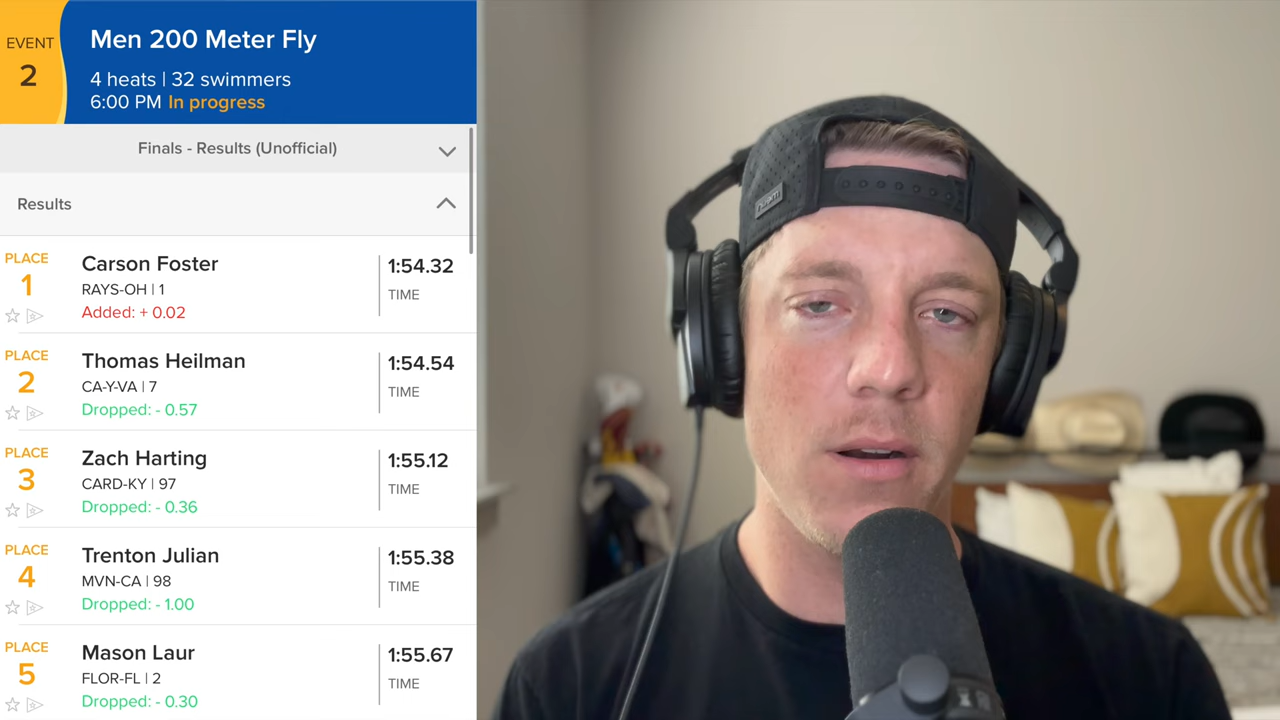 EVENT
2
Men 200 Meter Fly
4 heats | 32 swimmers
6:00 PM In progress
Finals - Results (Unofficial)
Results
PLACE
1
Carson Foster
RAYS-OH | 1
Added: + 0.02
1:54.32
TIME
PLACE
2
Thomas Heilman
CA-Y-VA | 7
Dropped: - 0.57
1:54.54
TIME
PLACE
3
Zach Harting
CARD-KY | 97
Dropped: - 0.36
1:55.12
TIME
PLACE
4
Trenton Julian
MVN-CA | 98
Dropped: - 1.00
1:55.38
TIME
PLACE
5
Mason Laur
FLOR-FL | 2
Dropped: - 0.30
1:55.67
TIME